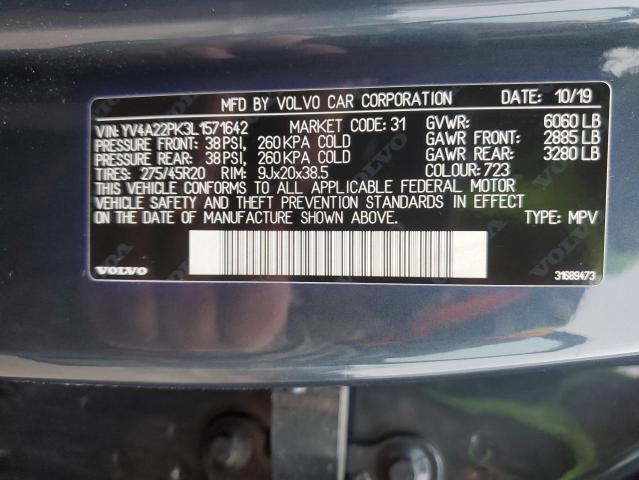 MFD BY VOLVO CAR CORPORATION DATE: 10/19
VIN: YV4A22PK3L1571642 MARKET CODE: 31 GVWR: 6060 LB
PRESSURE FRONT: 38 PSI, 260 KPA COLD GAWR FRONT: 2885 LB
PRESSURE REAR: 38 PSI, 260 KPA COLD GAWR REAR: 3280 LB
TIRES: 275/45R20 RIM: 9Jx20x38.5 COLOUR: 723
THIS VEHICLE CONFORMS TO ALL APPLICABLE FEDERAL MOTOR
VEHICLE SAFETY AND THEFT PREVENTION STANDARDS IN EFFECT
ON THE DATE OF MANUFACTURE SHOWN ABOVE. TYPE: MPV
VOLVO 31689473